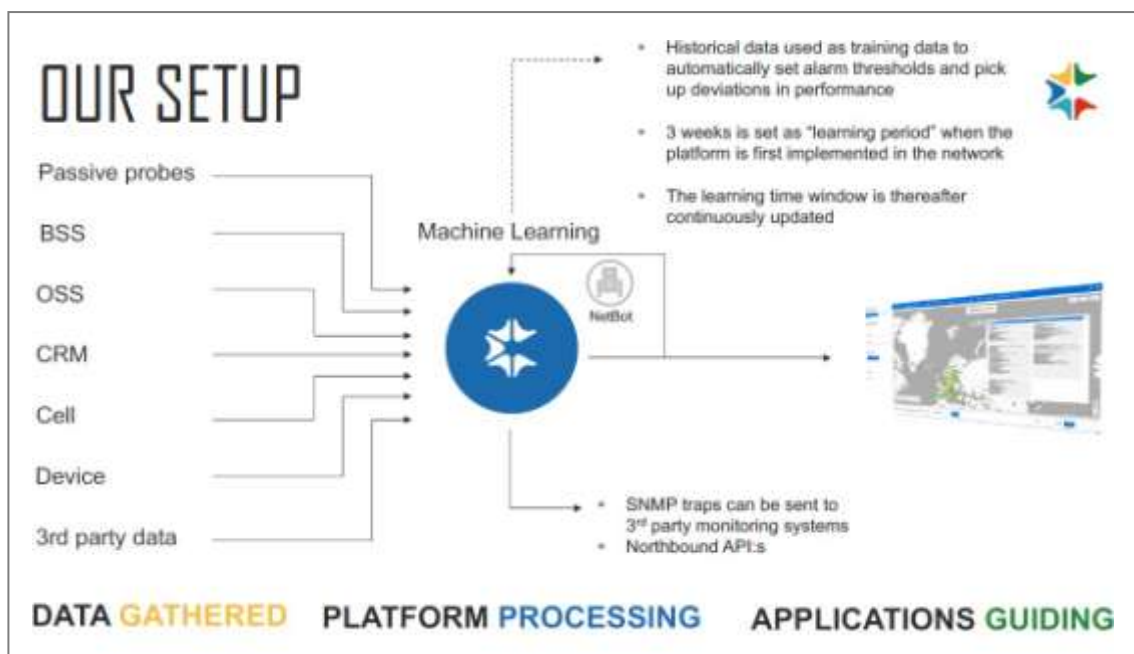 OUR SETUP
Passive probes
BSS
OSS
CRM
Cell
Device
3rd party data
Machine Learning
NetBot
• Historical data used as training data to
automatically set alarm thresholds and pick
up deviations in performance
• 3 weeks is set as “learning period” when the
platform is first implemented in the network
• The learning time window is thereafter
continuously updated
• SNMP traps can be sent to
3rd party monitoring systems
• Northbound API:s
DATA GATHERED
PLATFORM PROCESSING
APPLICATIONS GUIDING